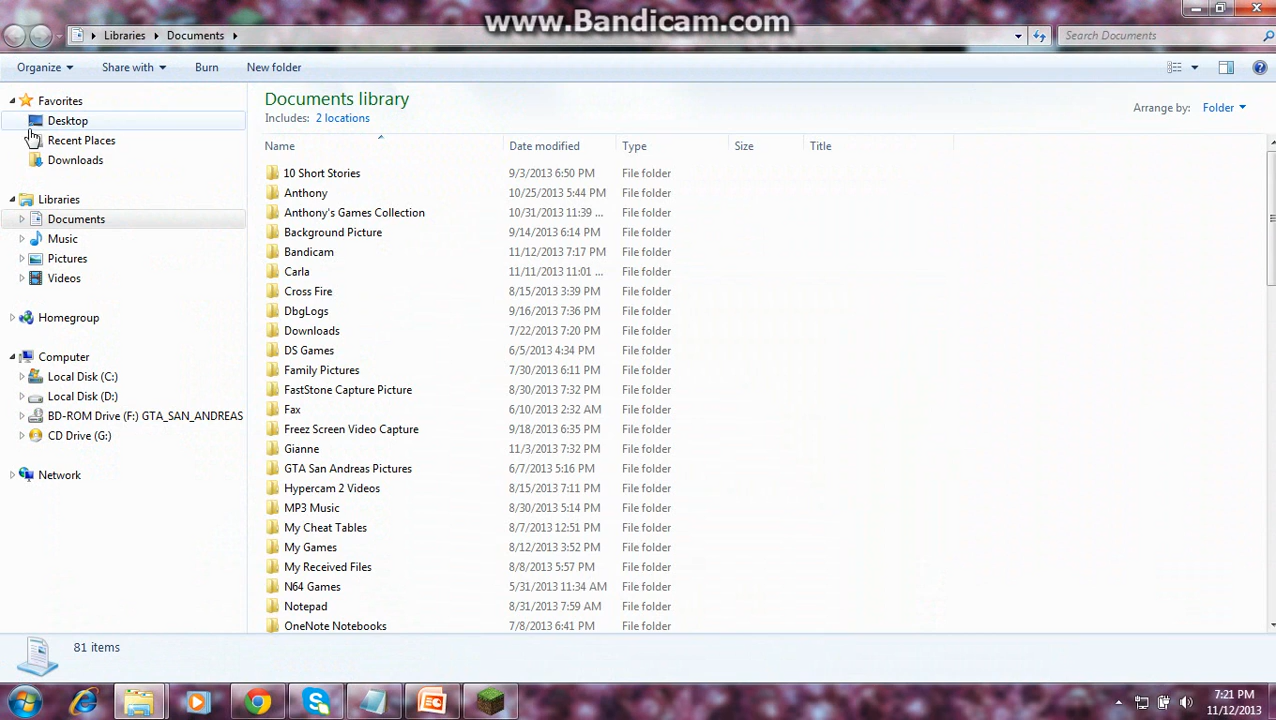 www.Bandicam.com
Libraries Documents
Search Documents
Organize Share with Burn New folder
Favorites
Desktop
Recent Places
Downloads
Libraries
Documents
Music
Pictures
Videos
Homegroup
Computer
Local Disk (C:)
Local Disk (D:)
BD-ROM Drive (F:) GTA_SAN_ANDREAS
CD Drive (G:)
Network
Documents library
Includes: 2 locations
Arrange by: Folder
Name Date modified Type Size Title
10 Short Stories 9/3/2013 6:50 PM File folder
Anthony 10/25/2013 5:44 PM File folder
Anthony's Games Collection 10/31/2013 11:39 ... File folder
Background Picture 9/14/2013 6:14 PM File folder
Bandicam 11/12/2013 7:17 PM File folder
Carla 11/11/2013 11:01 ... File folder
Cross Fire 8/15/2013 3:39 PM File folder
DbgLogs 9/16/2013 7:36 PM File folder
Downloads 7/22/2013 7:20 PM File folder
DS Games 6/5/2013 4:34 PM File folder
Family Pictures 7/30/2013 6:11 PM File folder
FastStone Capture Picture 8/30/2013 7:32 PM File folder
Fax 6/10/2013 2:32 AM File folder
Freez Screen Video Capture 9/18/2013 6:35 PM File folder
Gianne 11/3/2013 7:32 PM File folder
GTA San Andreas Pictures 6/7/2013 5:16 PM File folder
Hypercam 2 Videos 8/15/2013 7:11 PM File folder
MP3 Music 8/30/2013 5:14 PM File folder
My Cheat Tables 8/7/2013 12:51 PM File folder
My Games 8/12/2013 3:52 PM File folder
My Received Files 8/8/2013 5:57 PM File folder
N64 Games 5/31/2013 11:34 AM File folder
Notepad 8/31/2013 7:59 AM File folder
OneNote Notebooks 7/8/2013 6:41 PM File folder
81 items
7:21 PM
11/12/2013